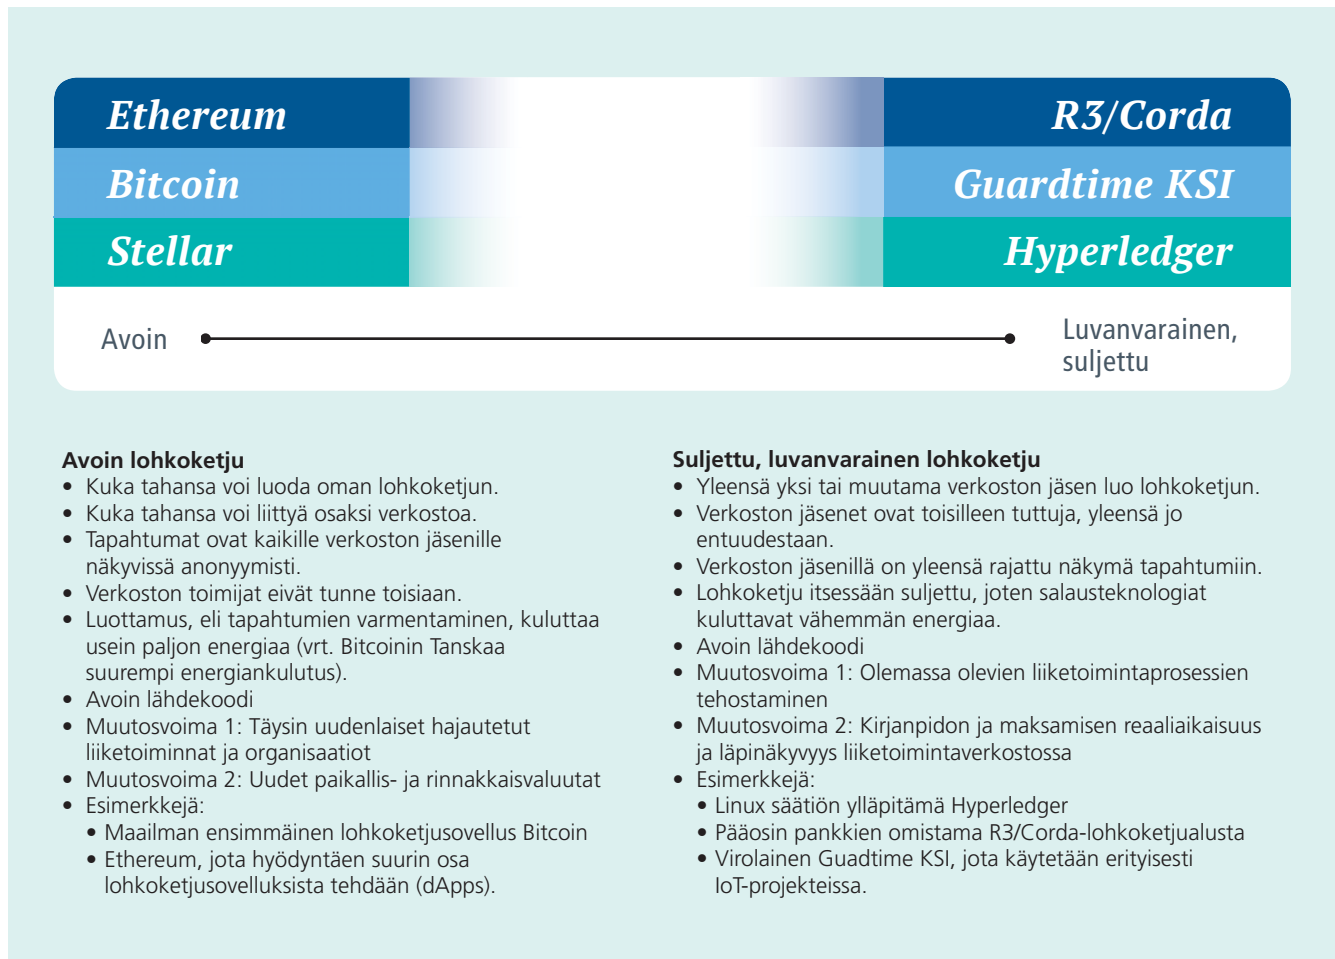 Ethereum
Bitcoin
Stellar
R3/Corda
Guardtime KSI
Hyperledger
Avoin
Luvanvarainen,
suljettu
Avoin lohkoketju
• Kuka tahansa voi luoda oman lohkoketjun.
• Kuka tahansa voi liittyä osaksi verkostoa.
• Tapahtumat ovat kaikille verkoston jäsenille
näkyvissä anonyymisti.
• Verkoston toimijat eivät tunne toisiaan.
• Luottamus, eli tapahtumien varmentaminen, kuluttaa
usein paljon energiaa (vrt. Bitcoinin Tanskaa
suurempi energiankulutus).
• Avoin lähdekoodi
• Muutosvoima 1: Täysin uudenlaiset hajautetut
liiketoiminnat ja organisaatiot
• Muutosvoima 2: Uudet paikallis- ja rinnakkaisvaluutat
• Esimerkkejä:
• Maailman ensimmäinen lohkoketjusovellus Bitcoin
• Ethereum, jota hyödyntäen suurin osa
lohkoketjusovelluksista tehdään (dApps).
Suljettu, luvanvarainen lohkoketju
• Yleensä yksi tai muutama verkoston jäsen luo lohkoketjun.
• Verkoston jäsenet ovat toisilleen tuttuja, yleensä jo
entuudestaan.
• Verkoston jäsenillä on yleensä rajattu näkymä tapahtumiin.
• Lohkoketju itsessään suljettu, joten salausteknologiat
kuluttavat vähemmän energiaa.
• Avoin lähdekoodi
• Muutosvoima 1: Olemassa olevien liiketoimintaprosessien
tehostaminen
• Muutosvoima 2: Kirjanpidon ja maksamisen reaaliaikaisuus
ja läpinäkyvyys liiketoimintaverkostossa
• Esimerkkejä:
• Linux säätiön ylläpitämä Hyperledger
• Pääosin pankkien omistama R3/Corda-lohkoketjualusta
• Virolainen Guadtime KSI, jota käytetään erityisesti
IoT-projekteissa.